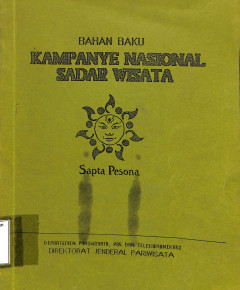 BAHAN BAKU
KAMPANYE NASIONAL
SADAR WISATA
Sapta Pesona
DEPARTEMEN PARIWISATA, POS DAN TELEKOMUNIKASI
DIREKTORAT JENDERAL PARIWISATA